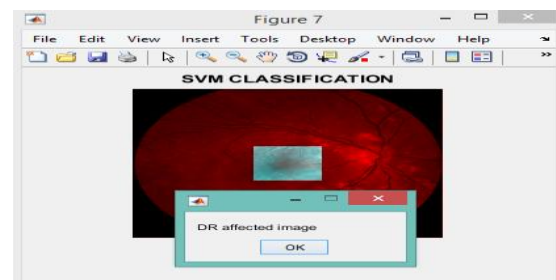 Figure 7
File Edit View Insert Tools Desktop Window Help
SVM CLASSIFICATION
DR affected image
OK